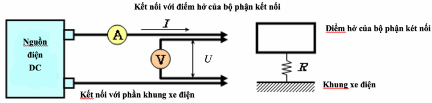 Kết nối với điểm hở của bộ phận kết nối
Nguồn
điện
DC
A
I
V
U
Kết nối với phần khung xe điện
Điểm hở của bộ phận két nối
R
Khung xe điện